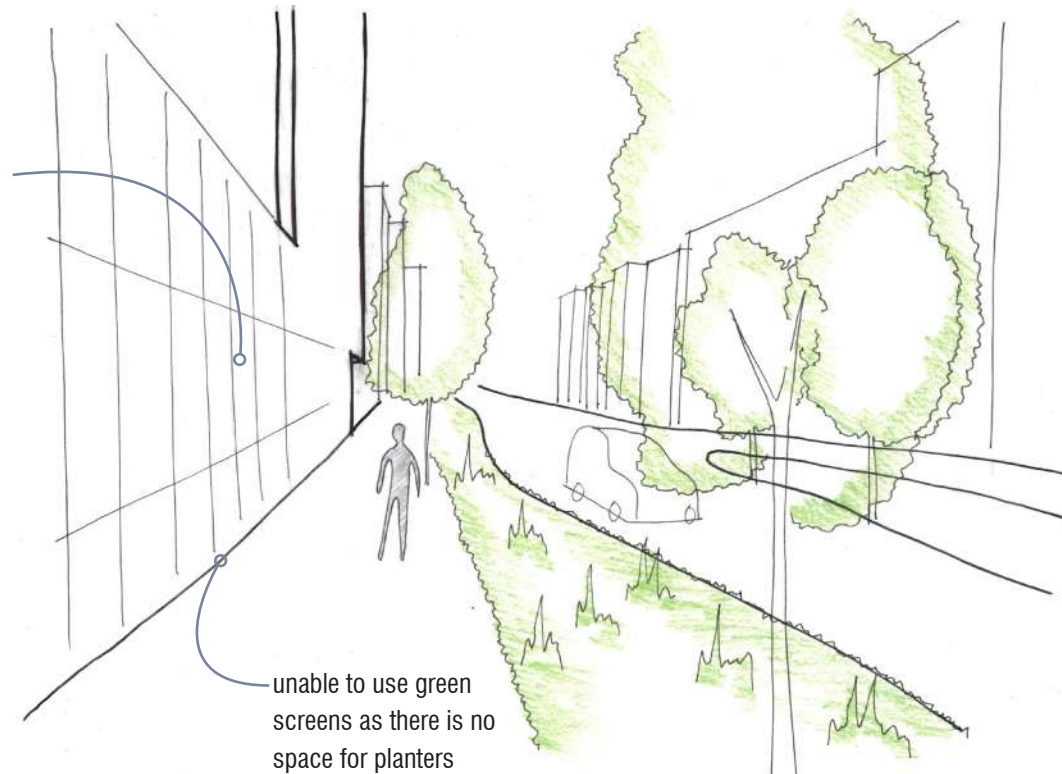 unable to use green
screens as there is no
space for planters